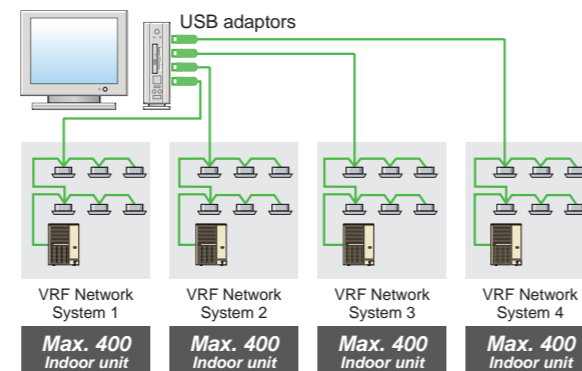 USB adaptors
VRF Network
System 1
VRF Network
System 2
VRF Network
System 3
VRF Network
System 4
Max. 400
Indoor unit
Max. 400
Indoor unit
Max. 400
Indoor unit
Max. 400
Indoor unit